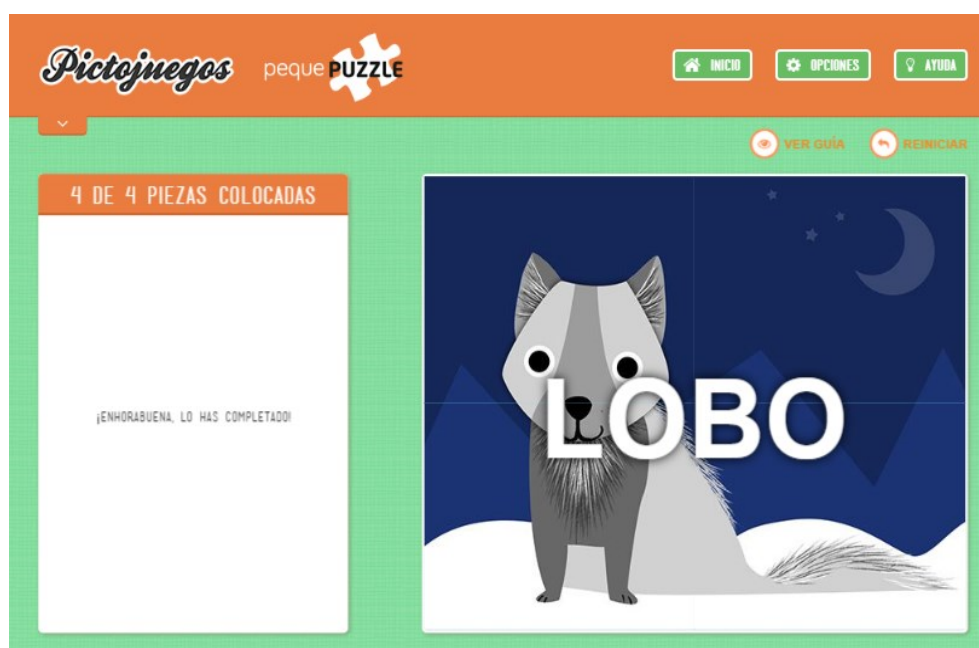 Pictojuegos
peque PUZZLE
INICIO
OPCIONES
AYUDA
VER GUÍA
REINICIAR
4 DE 4 PIEZAS COLOCADAS
¡ENHORABUENA, LO HAS COMPLETADO!
LOBO